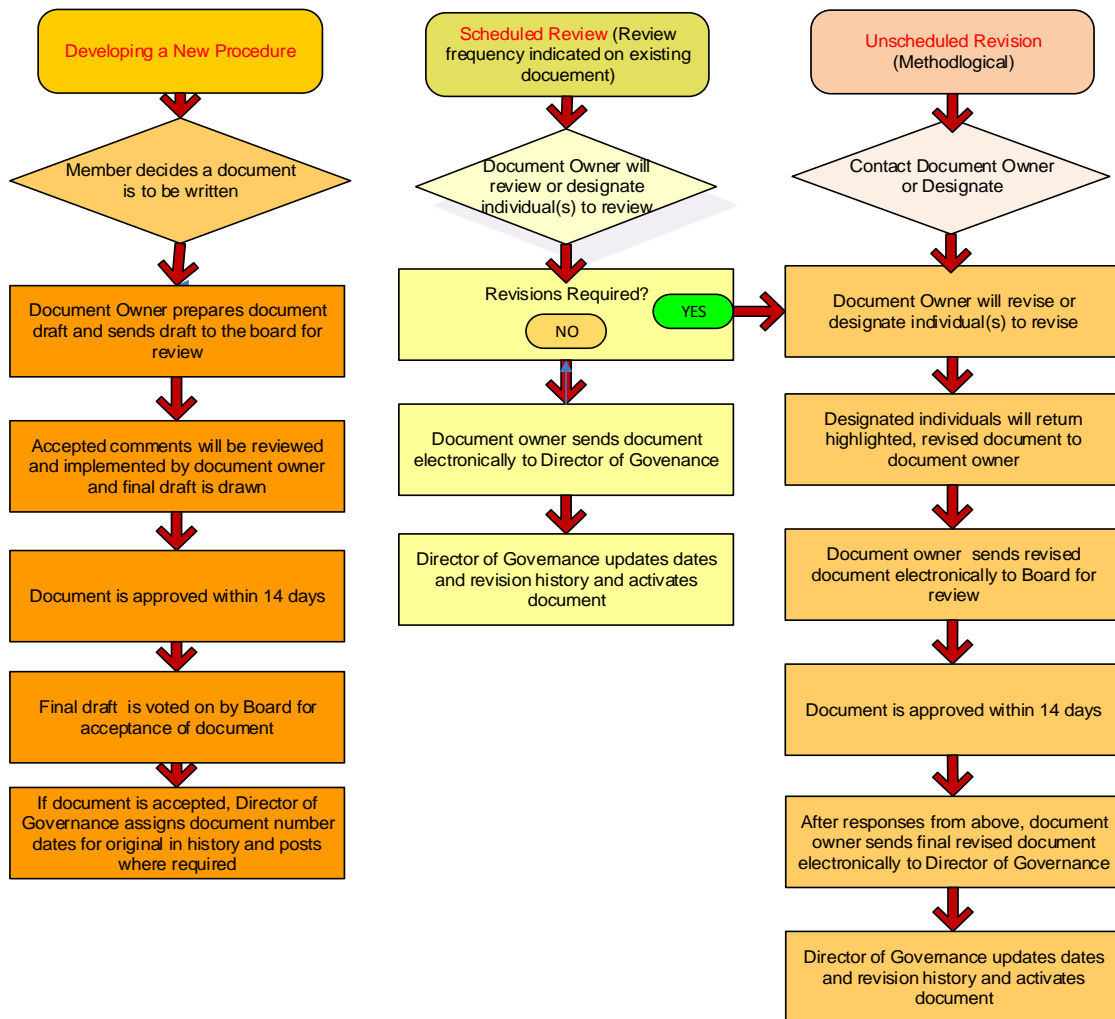 Developing a New Procedure
Member decides a document
is to be written
Document Owner prepares document
draft and sends draft to the board for
review
Accepted comments will be reviewed
and implemented by document owner
and final draft is drawn
Document is approved within 14 days
Final draft  is voted on by Board for
acceptance of document
If document is accepted, Director of
Governance assigns document number
dates for original in history and posts
where required
Scheduled Review (Review
frequency indicated on existing
docuement)
Document Owner will
review or designate
individual(s) to review
Revisions Required?
YES
NO
Document owner sends document
electronically to Director of Govenance
Director of Governance updates dates
and revision history and activates
document
Unscheduled Revision
(Methodlogical)
Contact Document Owner
or Designate
Document Owner will revise or
designate individual(s) to revise
Designated individuals will return
highlighted, revised document to
document owner
Document owner  sends revised
document electronically to Board for
review
Document is approved within 14 days
After responses from above, document
owner sends final revised document
electronically to Director of Governance
Director of Governance updates dates
and revision history and activates
document